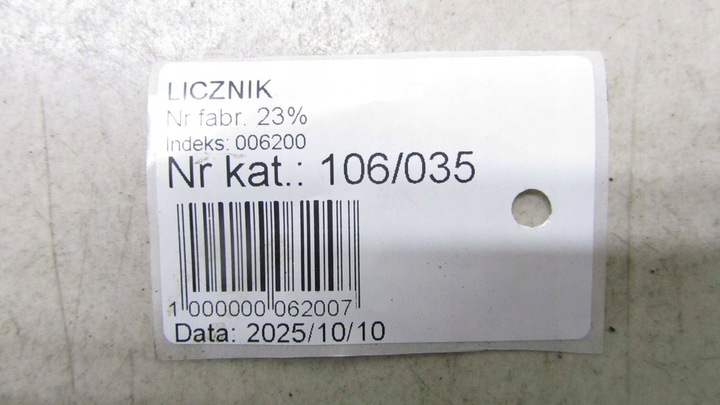 LICZNIK
Nr fabr. 23%
Indeks: 006200
Nr kat.: 106/035
1 000000 062007
Data: 2025/10/10